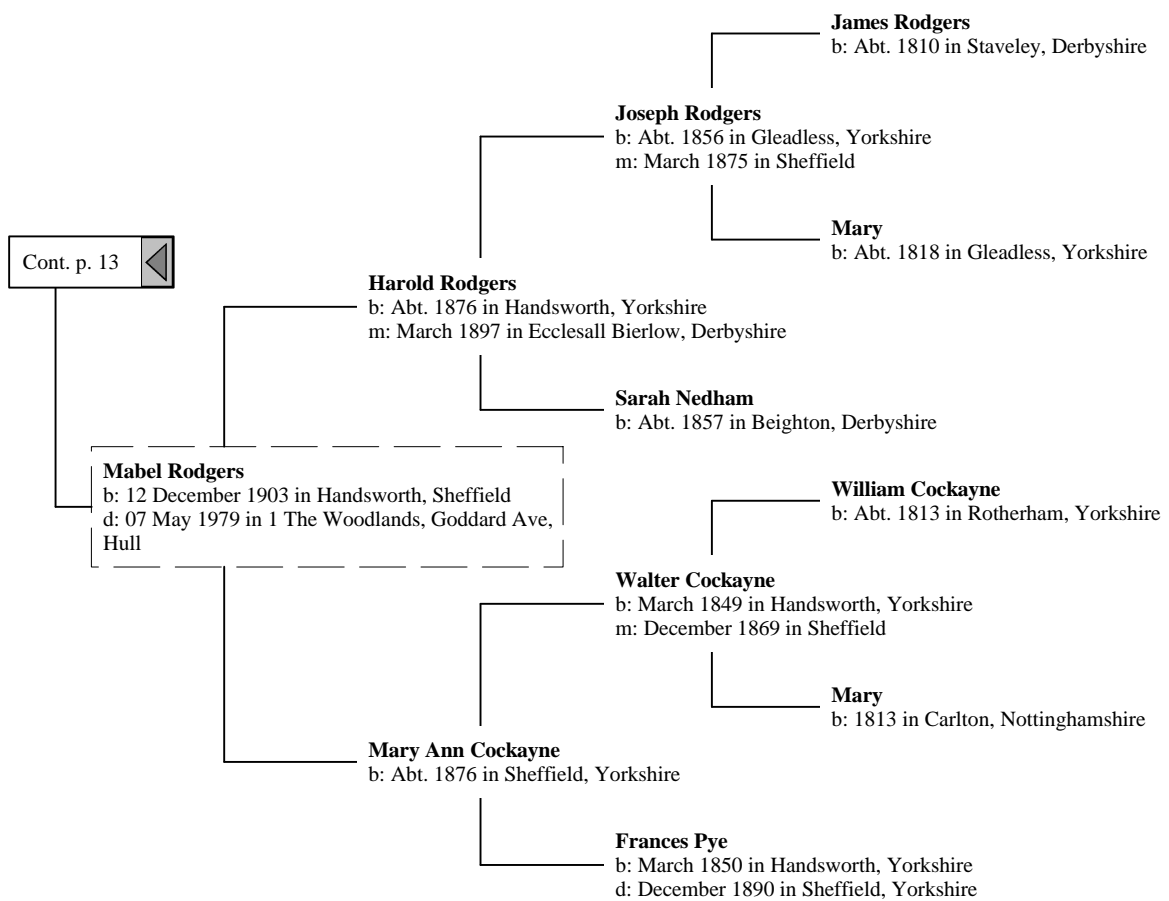 James Rodgers
b: Abt. 1810 in Staveley, Derbyshire
Joseph Rodgers
b: Abt. 1856 in Gleadless, Yorkshire
m: March 1875 in Sheffield
Mary
b: Abt. 1818 in Gleadless, Yorkshire
Cont. p. 13
Harold Rodgers
b: Abt. 1876 in Handsworth, Yorkshire
m: March 1897 in Ecclesall Bierlow, Derbyshire
Sarah Nedham
b: Abt. 1857 in Beighton, Derbyshire
Mabel Rodgers
b: 12 December 1903 in Handsworth, Sheffield
d: 07 May 1979 in 1 The Woodlands, Goddard Ave,
Hull
William Cockayne
b: Abt. 1813 in Rotherham, Yorkshire
Walter Cockayne
b: March 1849 in Handsworth, Yorkshire
m: December 1869 in Sheffield
Mary
b: 1813 in Carlton, Nottinghamshire
Mary Ann Cockayne
b: Abt. 1876 in Sheffield, Yorkshire
Frances Pye
b: March 1850 in Handsworth, Yorkshire
d: December 1890 in Sheffield, Yorkshire